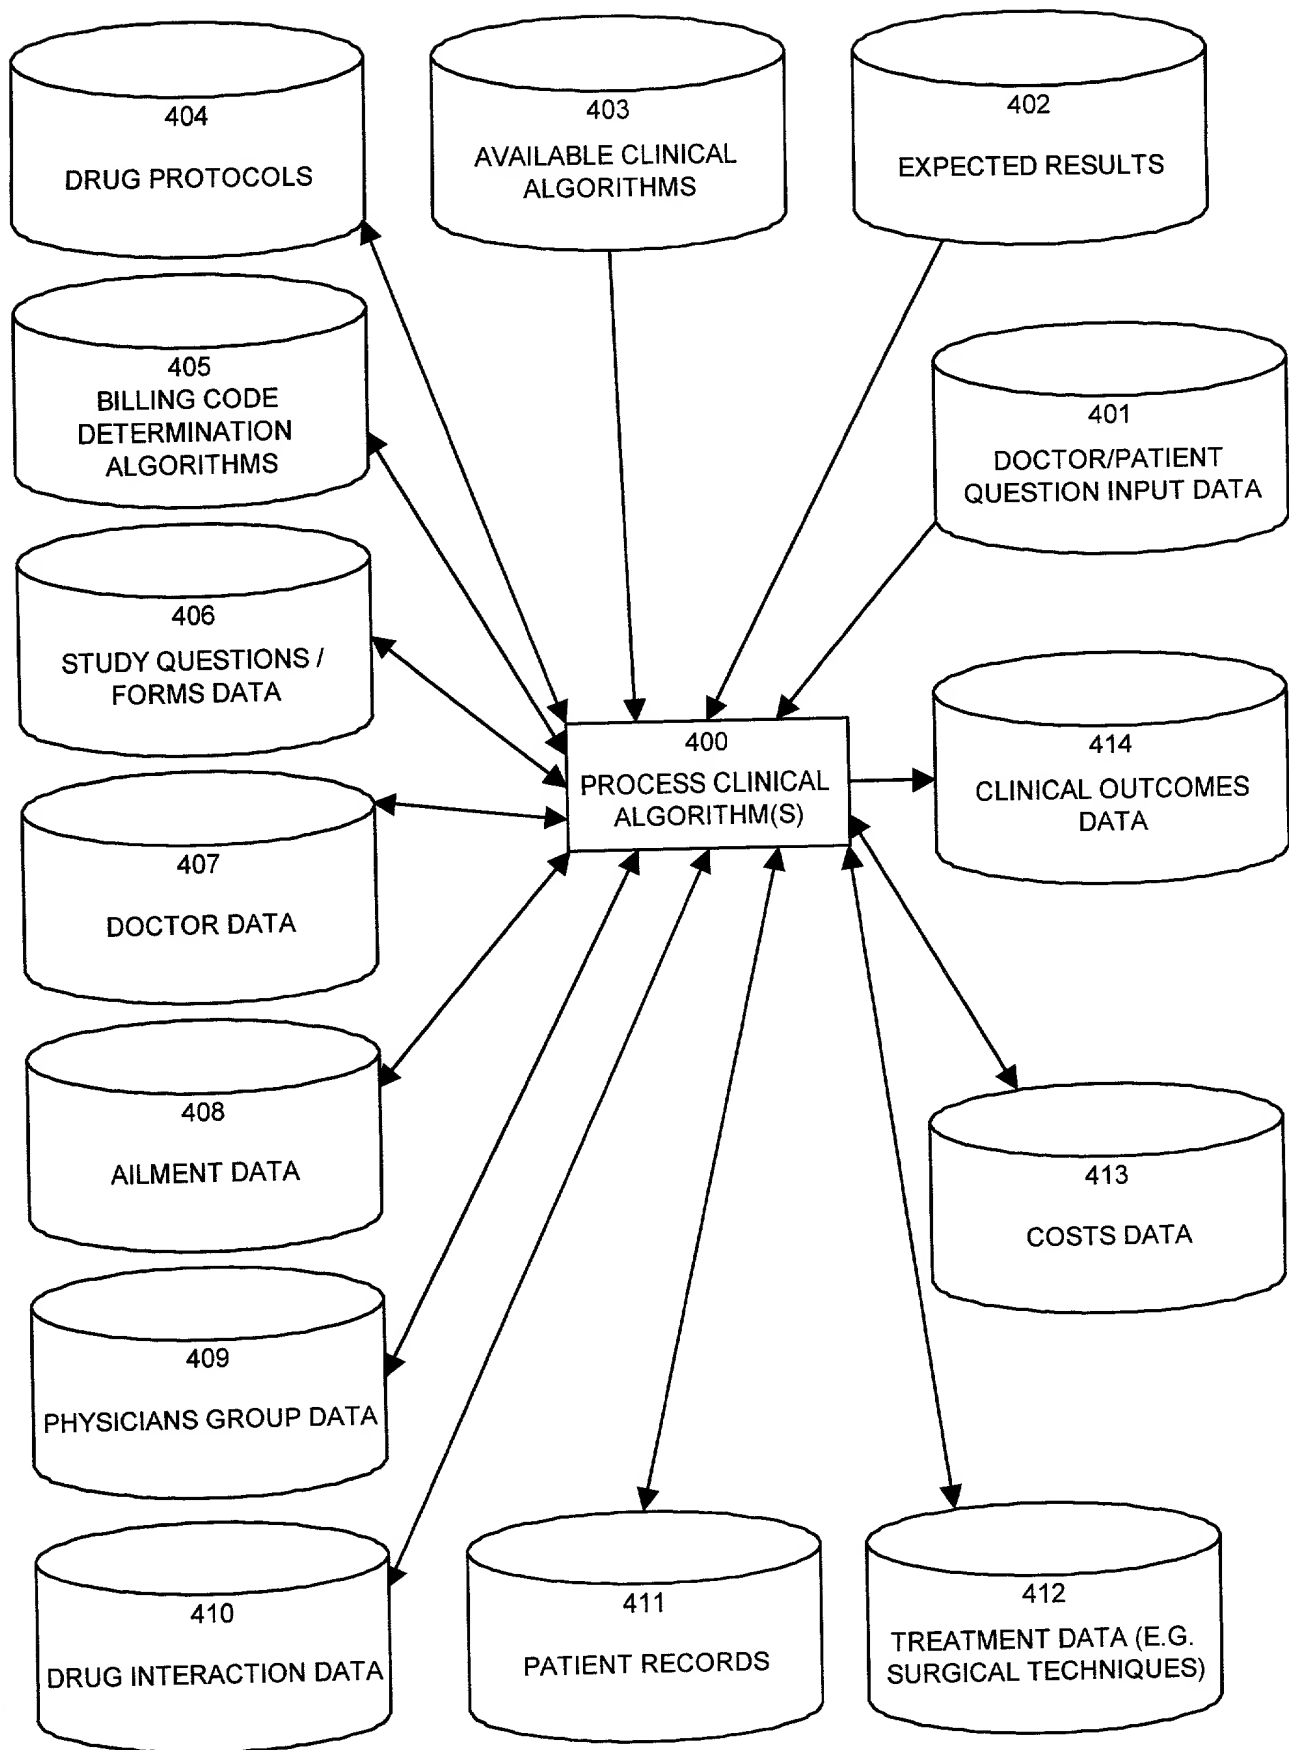 404
DRUG PROTOCOLS
403
AVAILABLE CLINICAL
ALGORITHMS
402
EXPECTED RESULTS
405
BILLING CODE
DETERMINATION
ALGORITHMS
401
DOCTOR/PATIENT
QUESTION INPUT DATA
406
STUDY QUESTIONS /
FORMS DATA
400
PROCESS CLINICAL
ALGORITHM(S)
414
CLINICAL OUTCOMES
DATA
407
DOCTOR DATA
408
AILMENT DATA
413
COSTS DATA
409
PHYSICIANS GROUP DATA
410
DRUG INTERACTION DATA
411
PATIENT RECORDS
412
TREATMENT DATA (E.G.
SURGICAL TECHNIQUES)